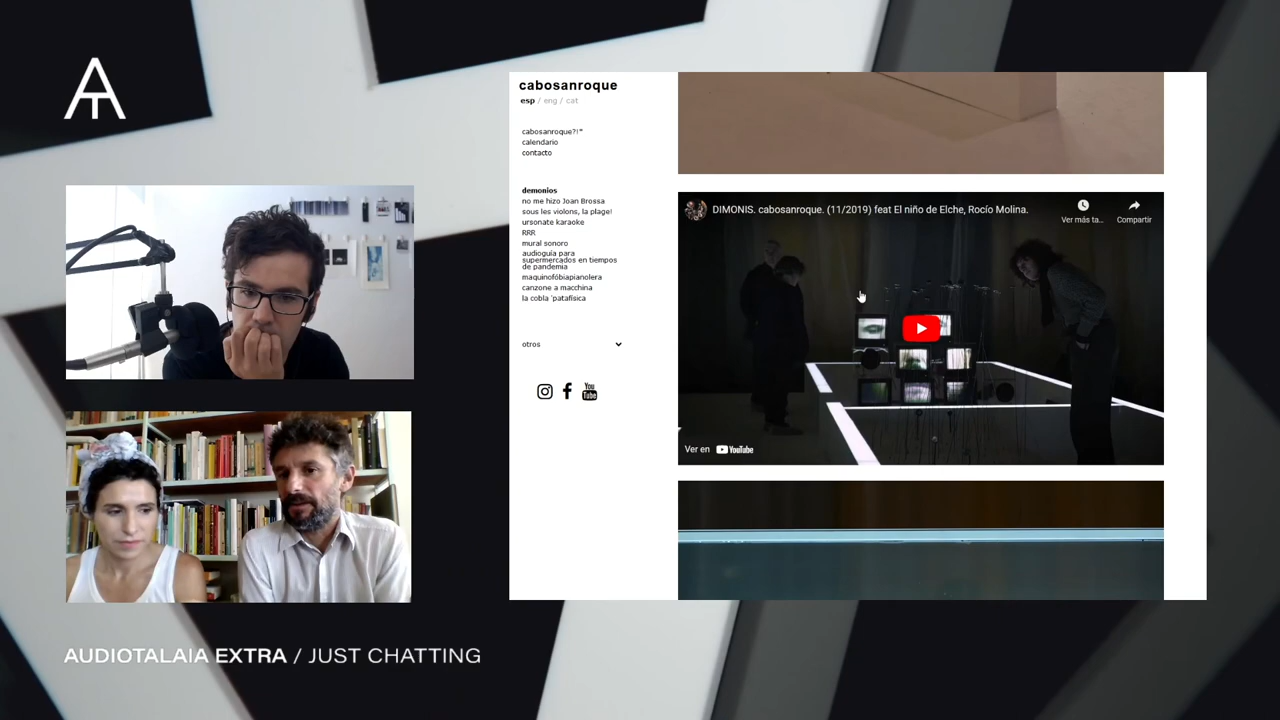 AT
cabosanroque
esp / eng / cat
cabosanroque?!*
calendario
contacto
demonios
no me hizo Joan Brossa
sous les violons, la plage!
ursonate karaoke
RRR
mural sonoro
audioguía para
supermercados en tiempos
de pandemia
maquinofòbiapianolera
canzone a macchina
la cobla 'patafísica
otros
You
Tube
DIMONIS. cabosanroque. (11/2019) feat El niño de Elche, Rocío Molina.
Ver más ta...
Compartir
Ver en YouTube
AUDIOTALAIA EXTRA / JUST CHATTING